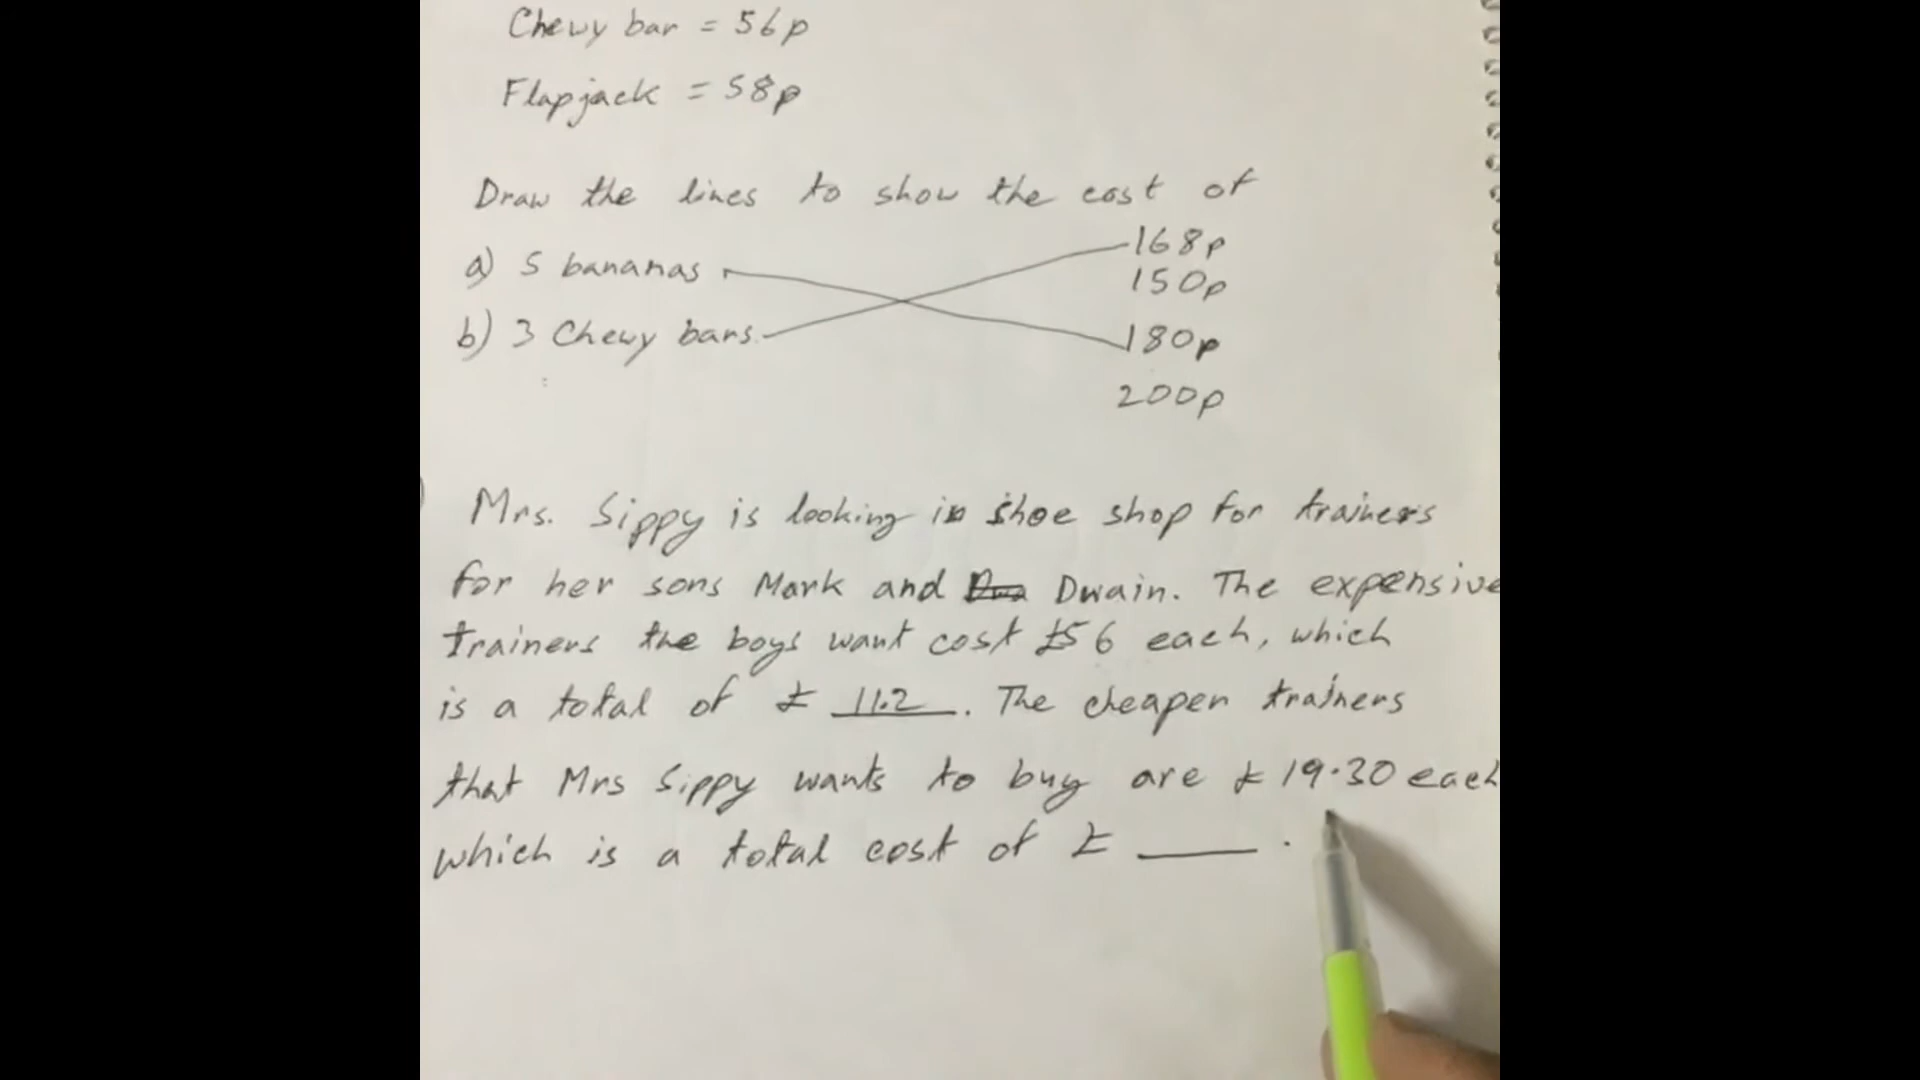 Chewy bar = 56p
Flapjack = 58p
Draw the lines to show the cost of
168p
a) 5 bananas
150p
b) 3 Chewy bars
180p
200p
) Mrs. Sippy is looking in shoe shop for trainers
for her sons Mark and Dwain. The expensive
trainers the boys want cost £56 each, which
is a total of £ 112. The cheaper trainers
that Mrs Sippy wants to buy are £19.30 each
which is a total cost of £ ____ .